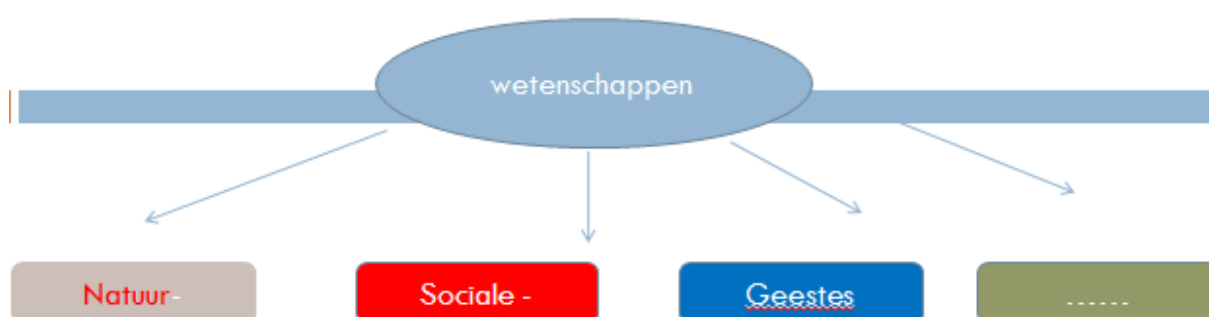 wetenschappen
Natuur-
Sociale -
Geestes
......